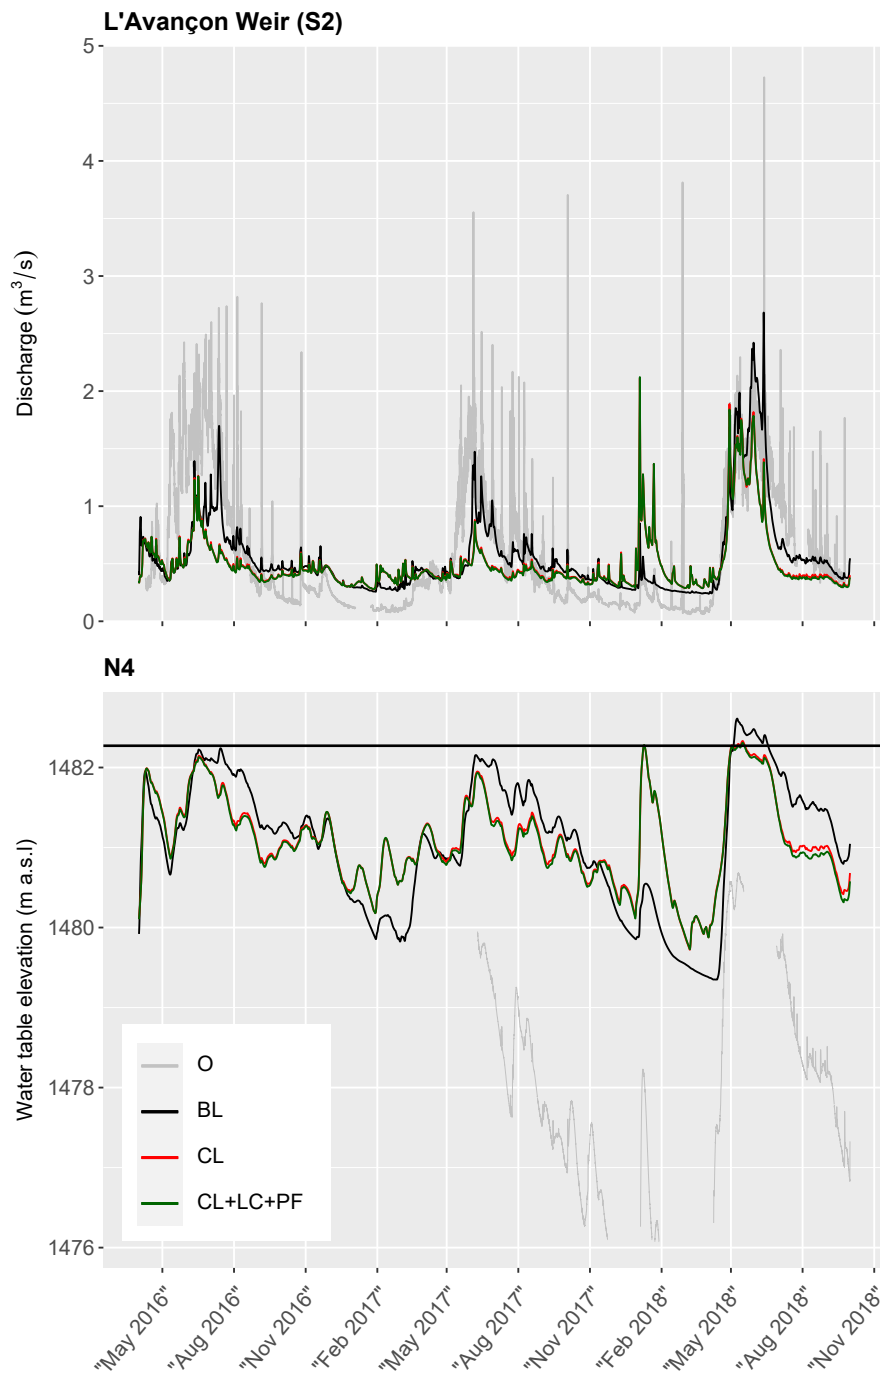 L'Avançon Weir (S2)
5
4
3
2
1
0
Discharge (m³/s)
N4
1482
1480
1478
1476
Water table elevation (m a.s.l)
O
BL
CL
CL+LC+PF
"May 2016"
"Aug 2016"
"Nov 2016"
"Feb 2017"
"May 2017"
"Aug 2017"
"Nov 2017"
"Feb 2018"
"May 2018"
"Aug 2018"
"Nov 2018"